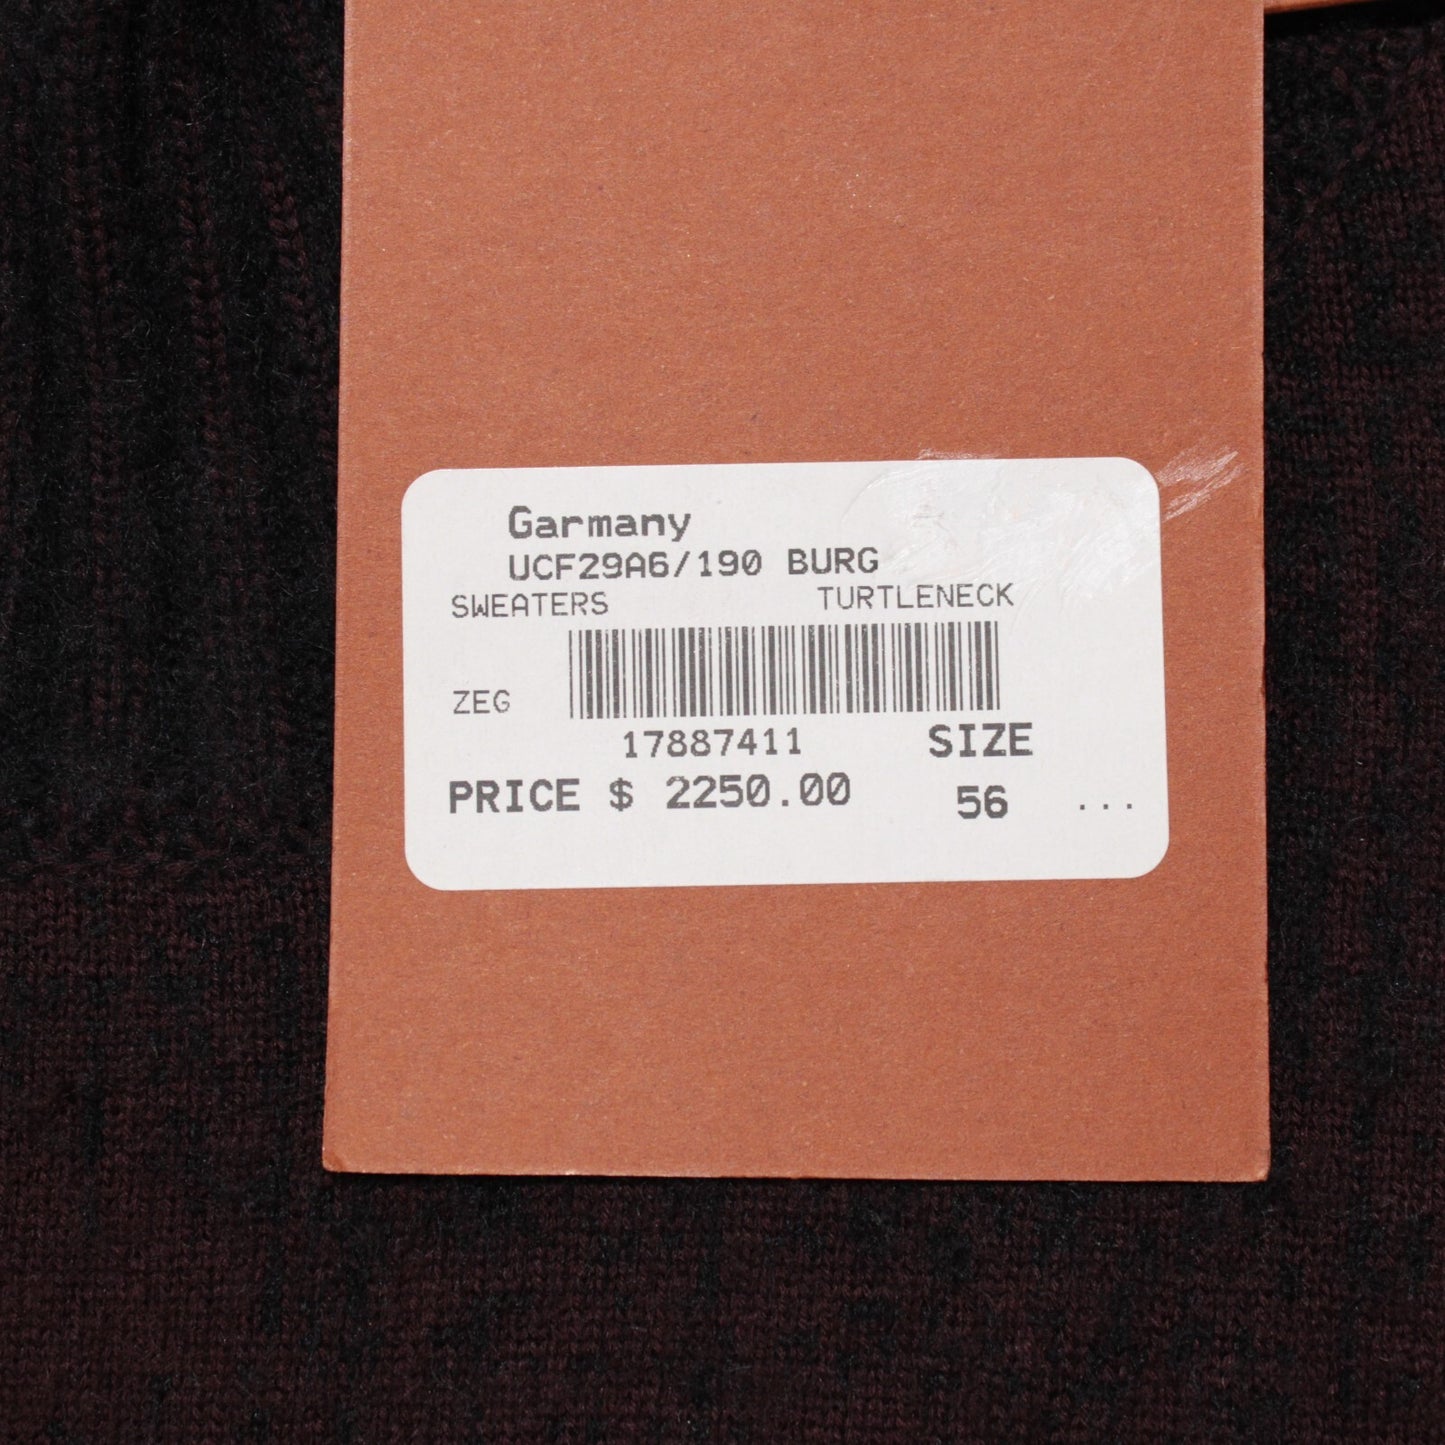 Garmany
UCF29A6/190 BURG
SWEATERS TURTLENECK
ZEG
17887411 SIZE
PRICE $ 2250.00 56 ...